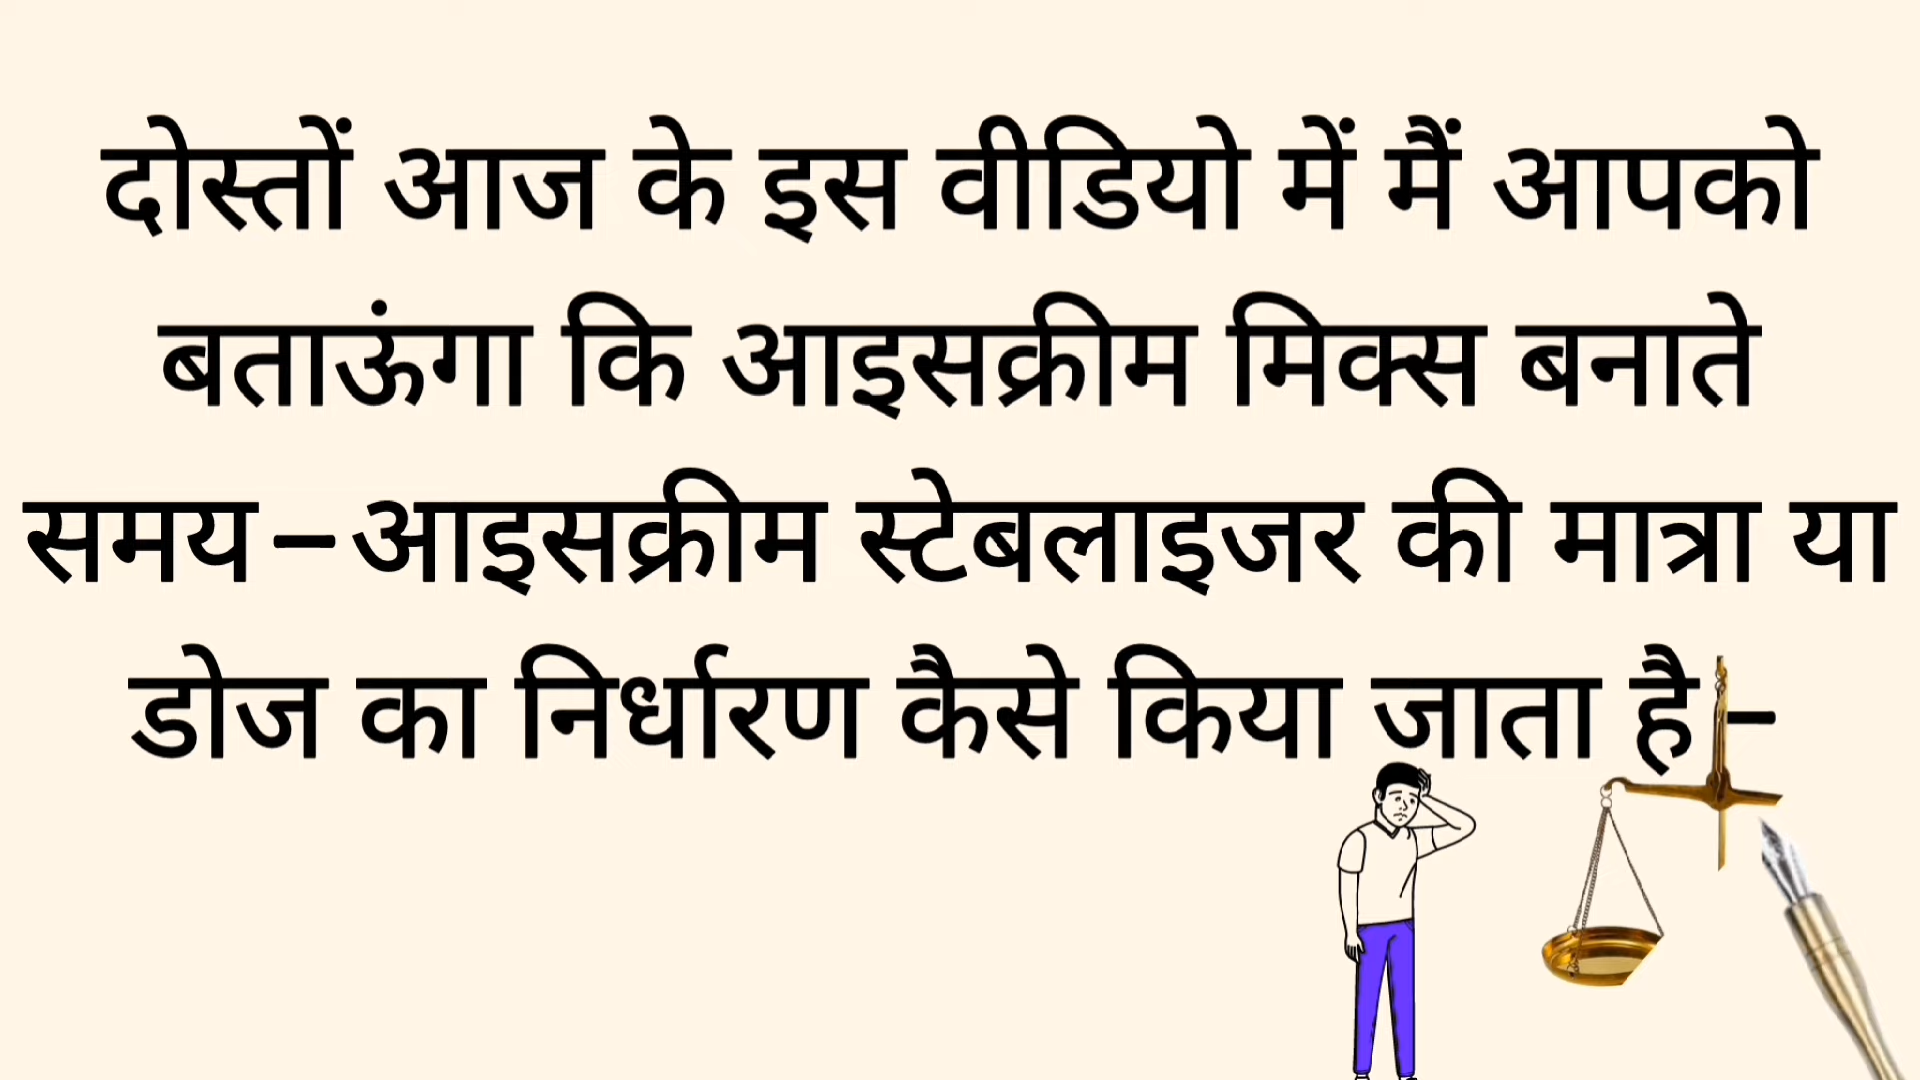 दोस्तों आज के इस वीडियो में मैं आपको
बताऊंगा कि आइसक्रीम मिक्स बनाते
समय–आइसक्रीम स्टेबलाइजर की मात्रा या
डोज का निर्धारण कैसे किया जाता है–